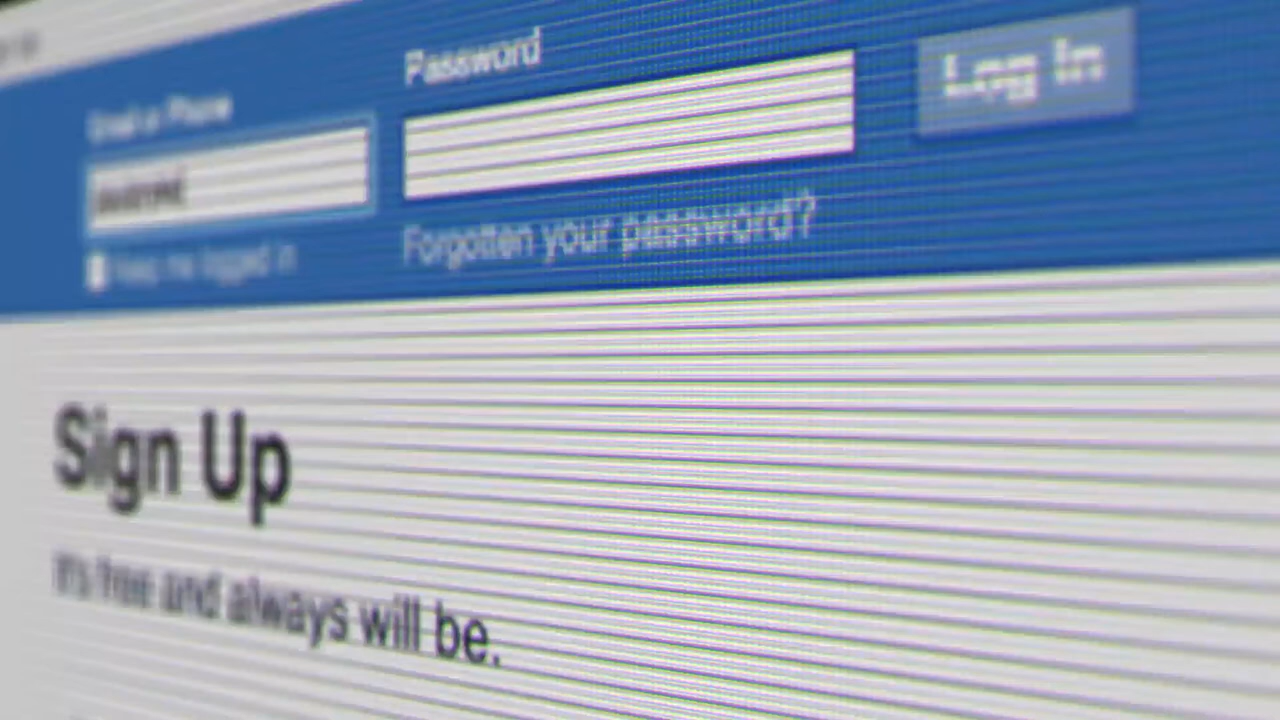 Email or Phone
Password
Log In
Keep me logged in
Forgotten your password?
Sign Up
It's free and always will be.